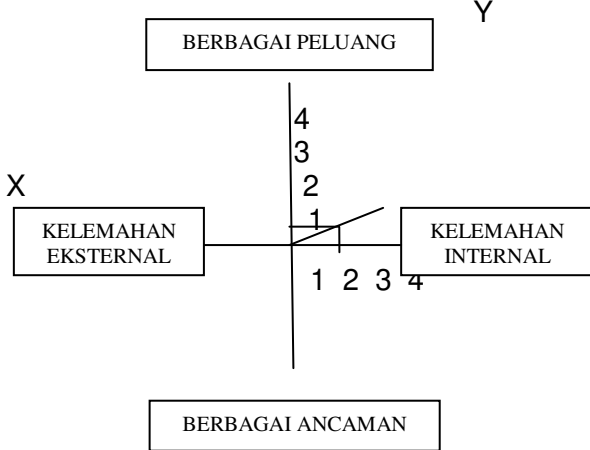 Y
BERBAGAI PELUANG
4
3
2
1
X
KELEMAHAN
EKSTERNAL
KELEMAHAN
INTERNAL
1 2 3 4
BERBAGAI ANCAMAN